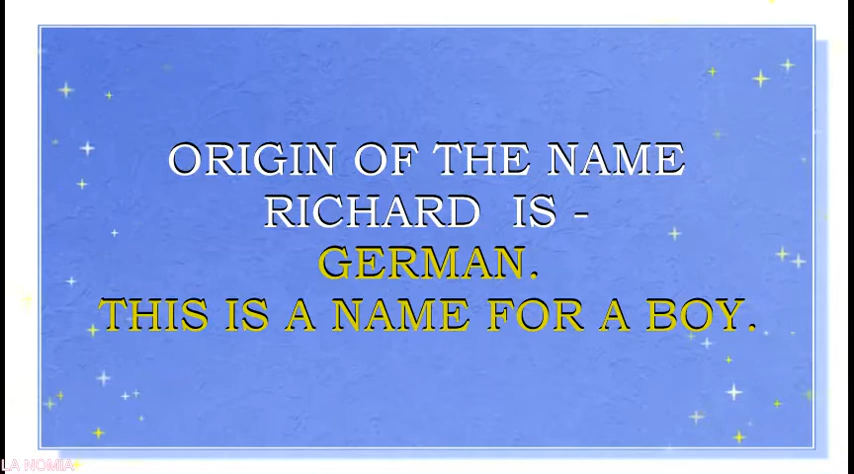 ORIGIN OF THE NAME
RICHARD IS -
GERMAN.
THIS IS A NAME FOR A BOY.
LA NOMIA